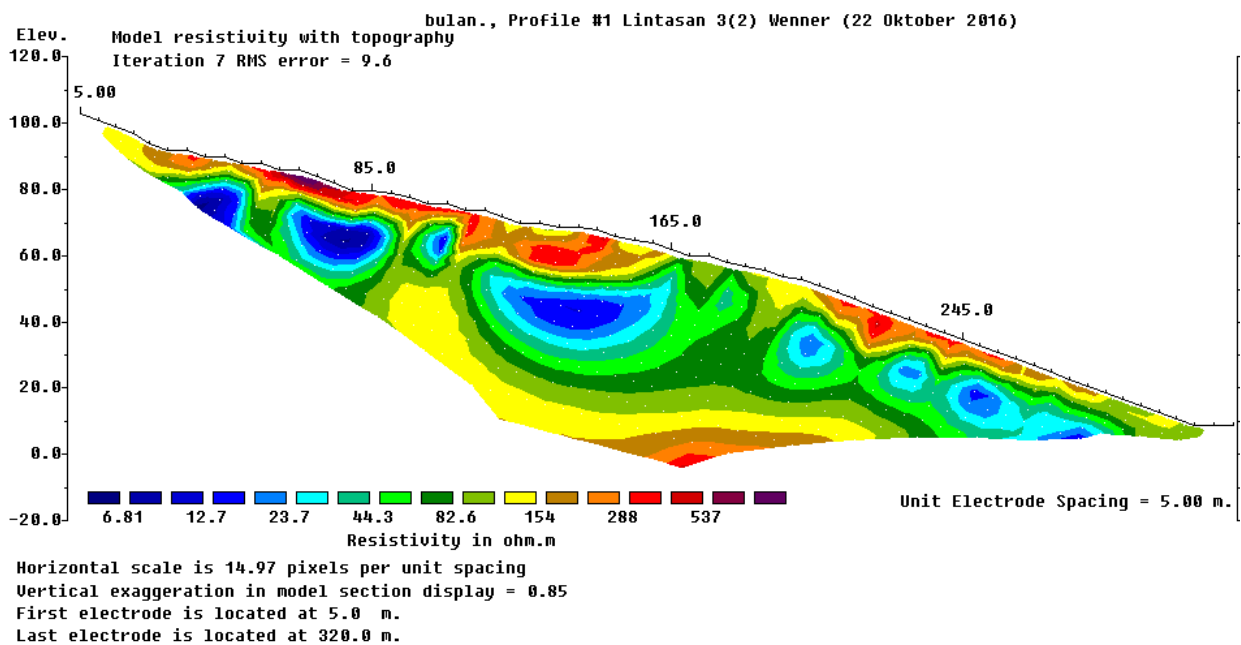 bulan., Profile #1 Lintasan 3(2) Wenner (22 Oktober 2016)
Elev.
Model resistivity with topography
120.0
Iteration 7 RMS error = 9.6
5.00
100.0
85.0
80.0
165.0
60.0
245.0
40.0
20.0
0.0
-20.0
Unit Electrode Spacing = 5.00 m.
6.81 12.7 23.7 44.3 82.6 154 288 537
Resistivity in ohm.m
Horizontal scale is 14.97 pixels per unit spacing
Vertical exaggeration in model section display = 0.85
First electrode is located at 5.0 m.
Last electrode is located at 320.0 m.